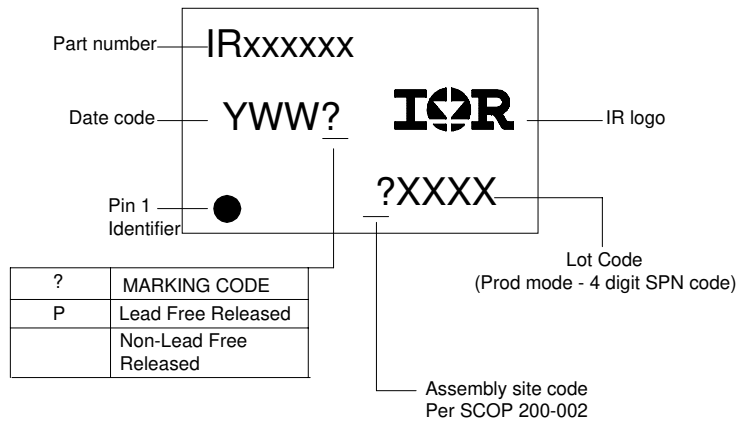 Part number
IRxxxxxx
Date code
YWW?
IOR
IR logo
?XXXX
Pin 1
Identifier
Lot Code
(Prod mode - 4 digit SPN code)
? MARKING CODE
P Lead Free Released
Non-Lead Free
Released
Assembly site code
Per SCOP 200-002